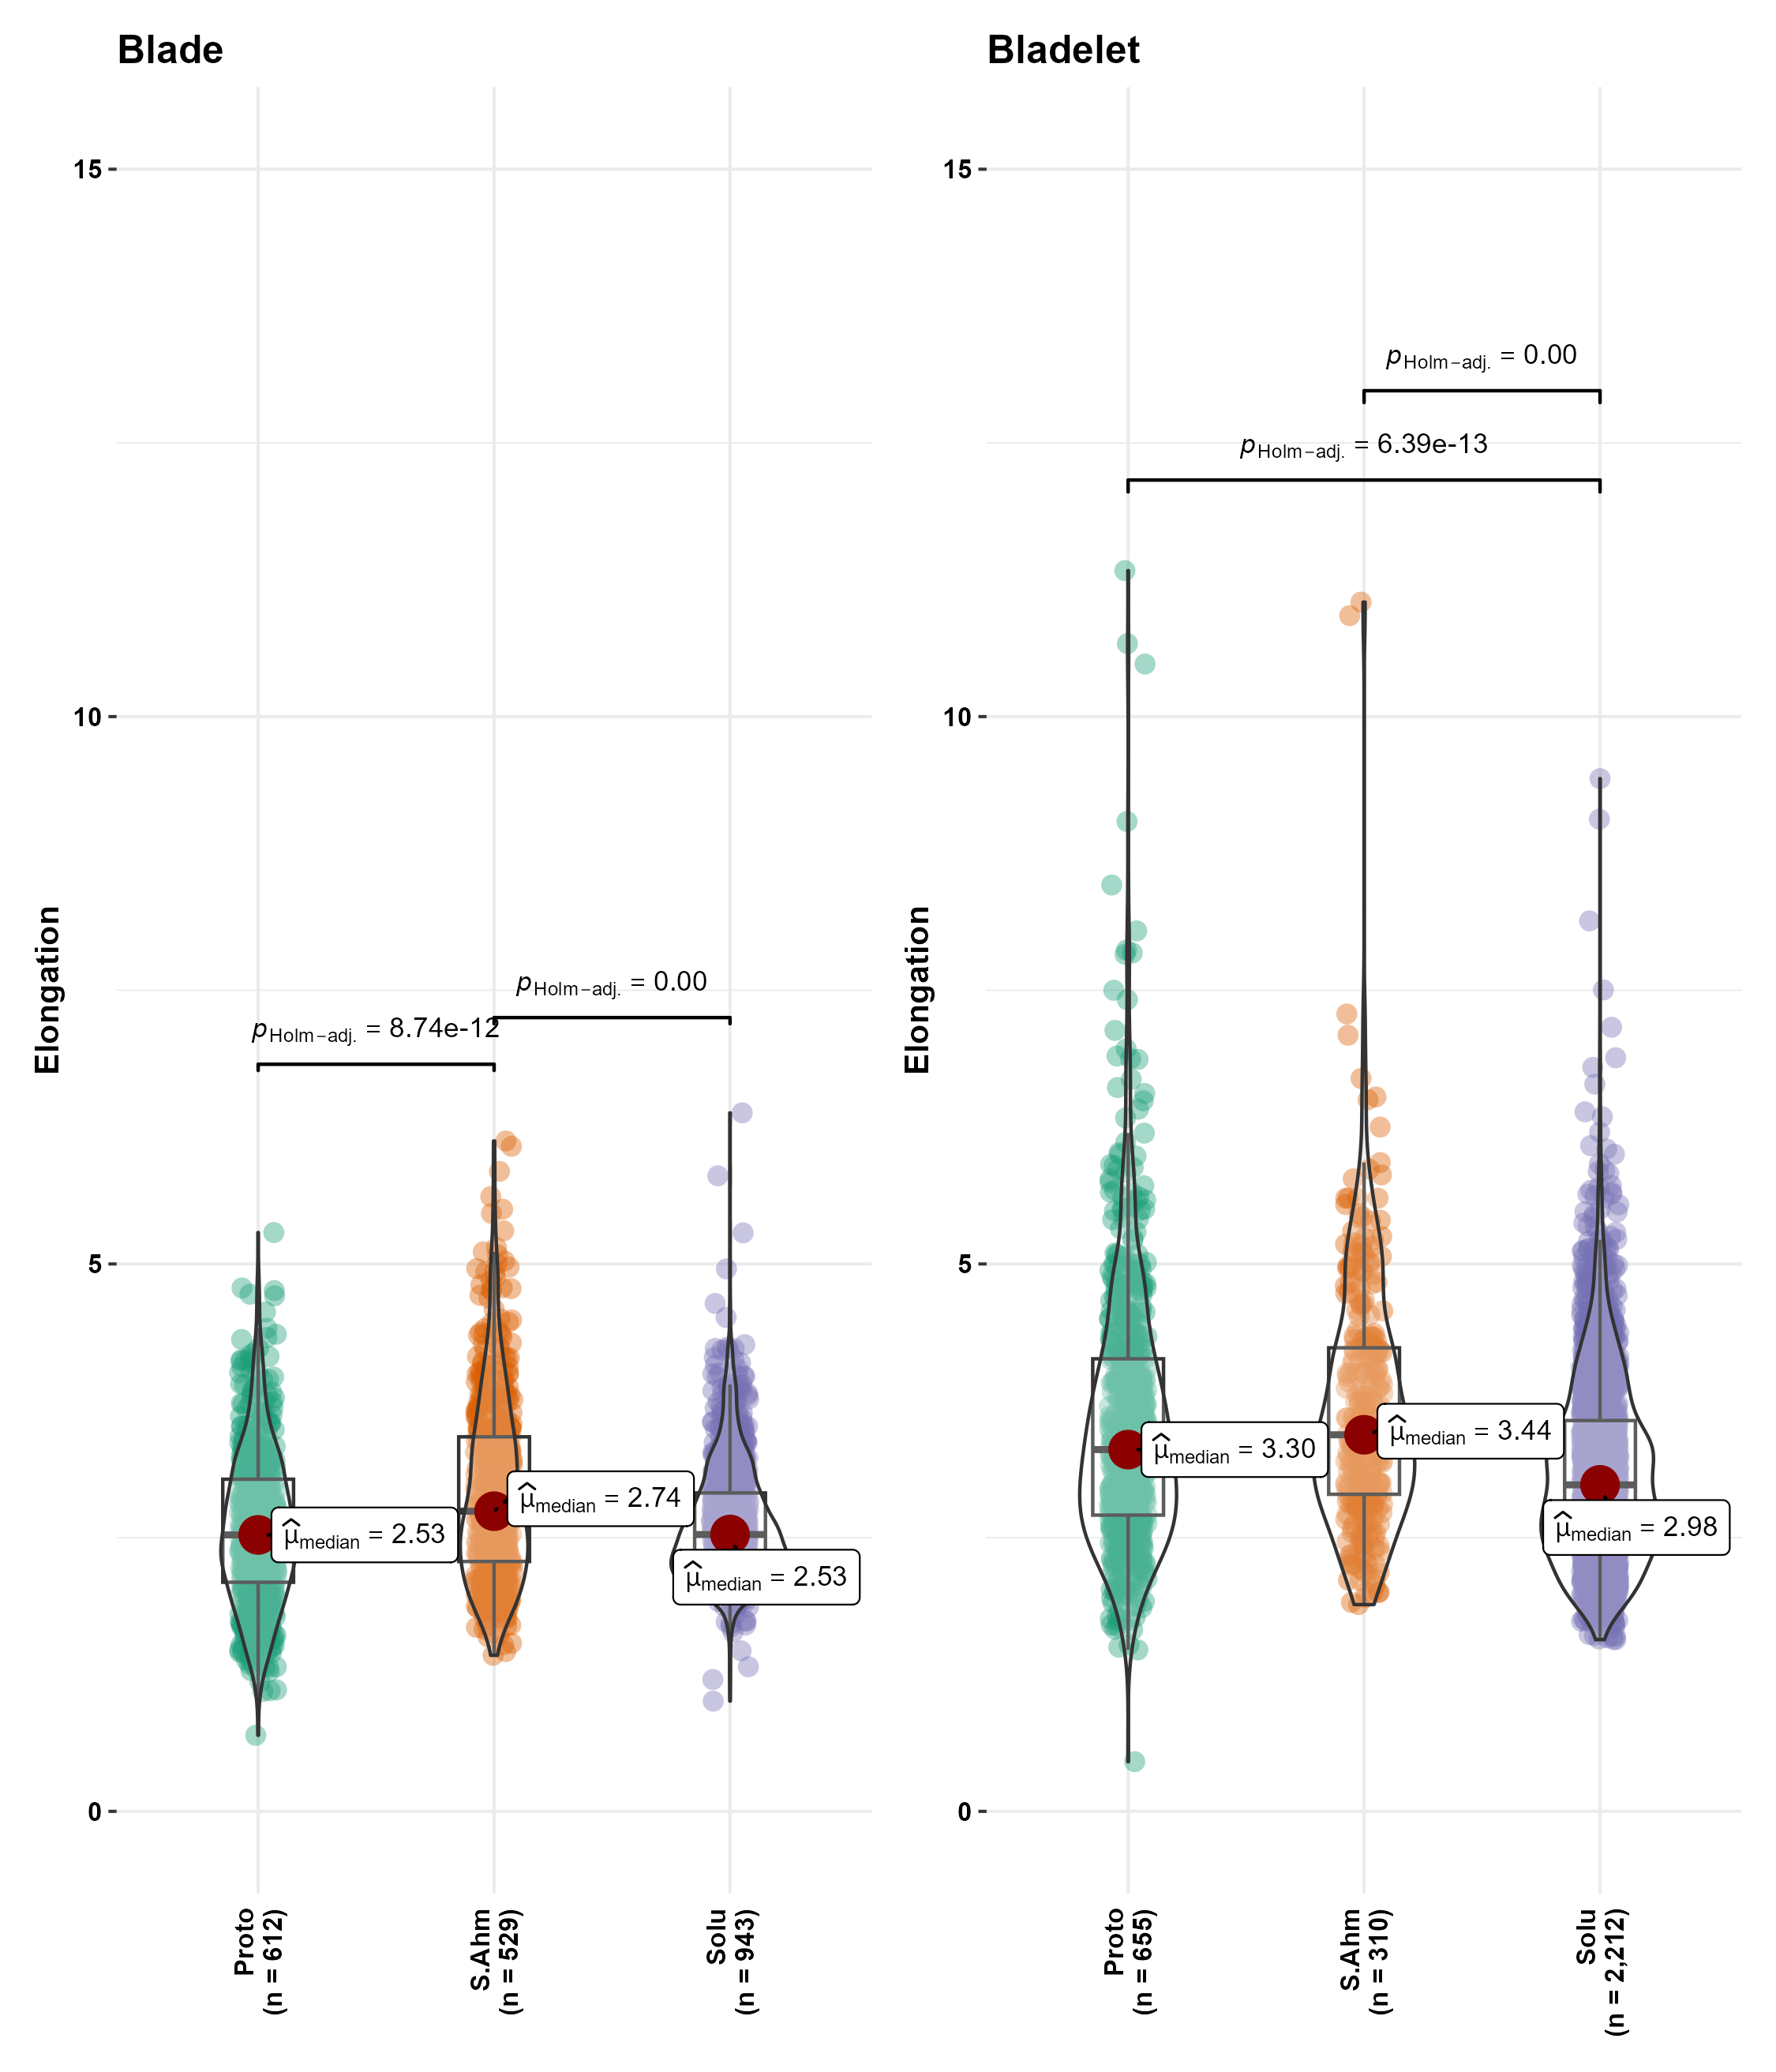 Blade
15
10
5
0
Elongation
pHolm−adj. = 0.00
pHolm−adj. = 8.74e-12
μ̂median = 2.53
μ̂median = 2.74
μ̂median = 2.53
Proto
(n = 612)
S.Ahm
(n = 529)
Solu
(n = 943)
Bladelet
15
10
5
0
Elongation
pHolm−adj. = 0.00
pHolm−adj. = 6.39e-13
μ̂median = 3.30
μ̂median = 3.44
μ̂median = 2.98
Proto
(n = 655)
S.Ahm
(n = 310)
Solu
(n = 2,212)